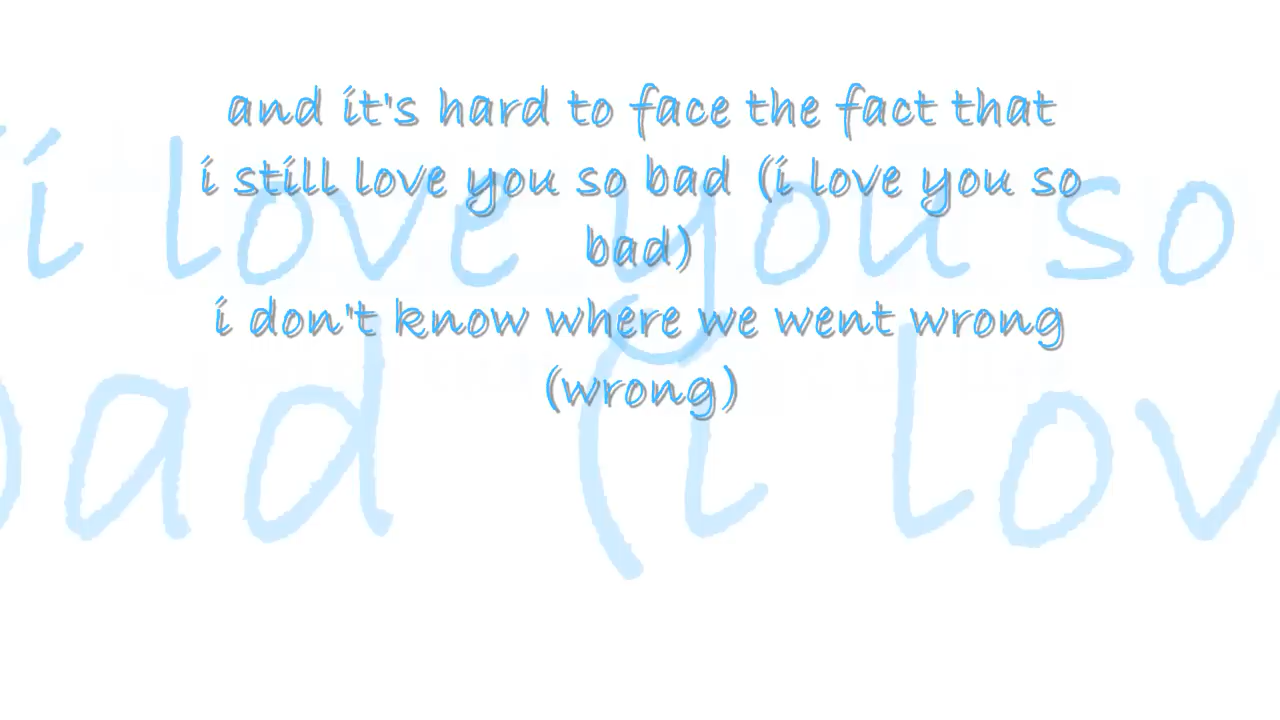 and it's hard to face the fact that
i still love you so bad (i love you so
bad)
i don't know where we went wrong
(wrong)
i love you so
bad (i lov